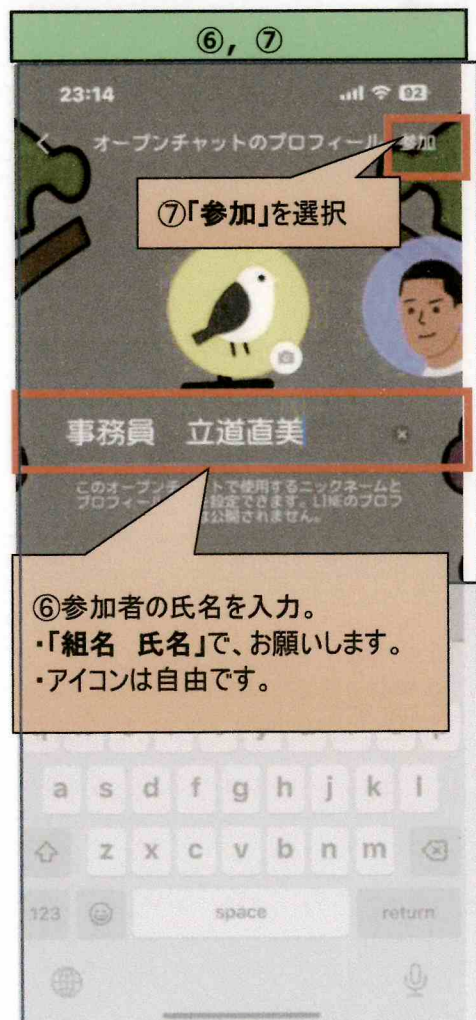 ⑥, ⑦
23:14
92
オープンチャットのプロフィール 参加
⑦「参加」を選択
事務員 立道直美
このオープンチ トで使用するニックネームと
プロフィール 設定できます。LINEのプロフ
は公開されません。
⑥参加者の氏名を入力。
・「組名 氏名」で、お願いします。
・アイコンは自由です。
a s d f g h j k l
z x c v b n m
123 space return